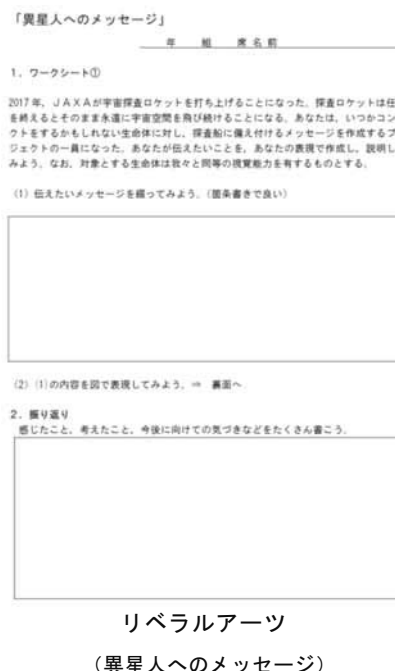 「異星人へのメッセージ」
年 組 席名前
1. ワークシート①
2017年、JAXAが宇宙探査ロケットを打ち上げることになった。探査ロケットは任
を終えるとそのまま永遠に宇宙空間を飛び続けることになる。あなたは、いつかコン
クトをするかもしれない生命体に対し、探査船に備え付けるメッセージを作成するプ
ジェクトの一員になった。あなたが伝えたいことを、あなたの表現で作成し、説明し
みよう。なお、対象とする生命体は我々と同等の視覚能力を有するものとする。
(1) 伝えたいメッセージを綴ってみよう。(箇条書きで良い)
(2) (1)の内容を図で表現してみよう。⇒ 裏面へ
2. 振り返り
感じたこと、考えたこと、今後に向けての気づきなどをたくさん書こう。
リベラルアーツ
(異星人へのメッセージ)